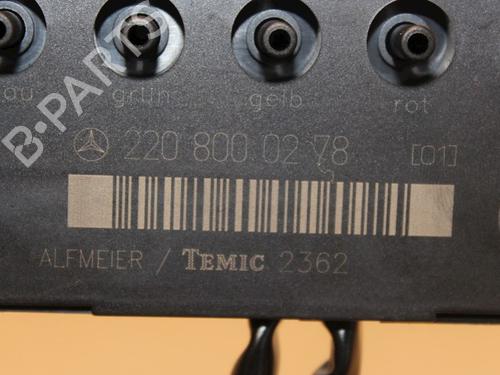 grün gelb rot
220 800 02 78 [01]
ALFMEIER / TEMIC 2362
B-PARTS